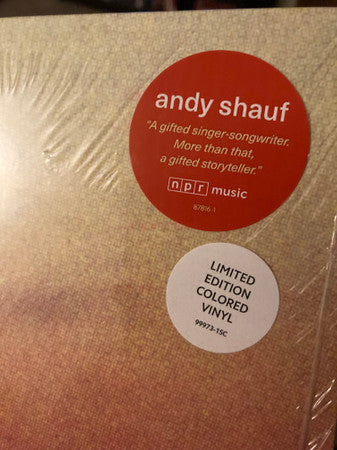 andy shauf
"A gifted singer-songwriter.
More than that,
a gifted storyteller."
npr music
87816-1
LIMITED
EDITION
COLORED
VINYL
99973-1SC